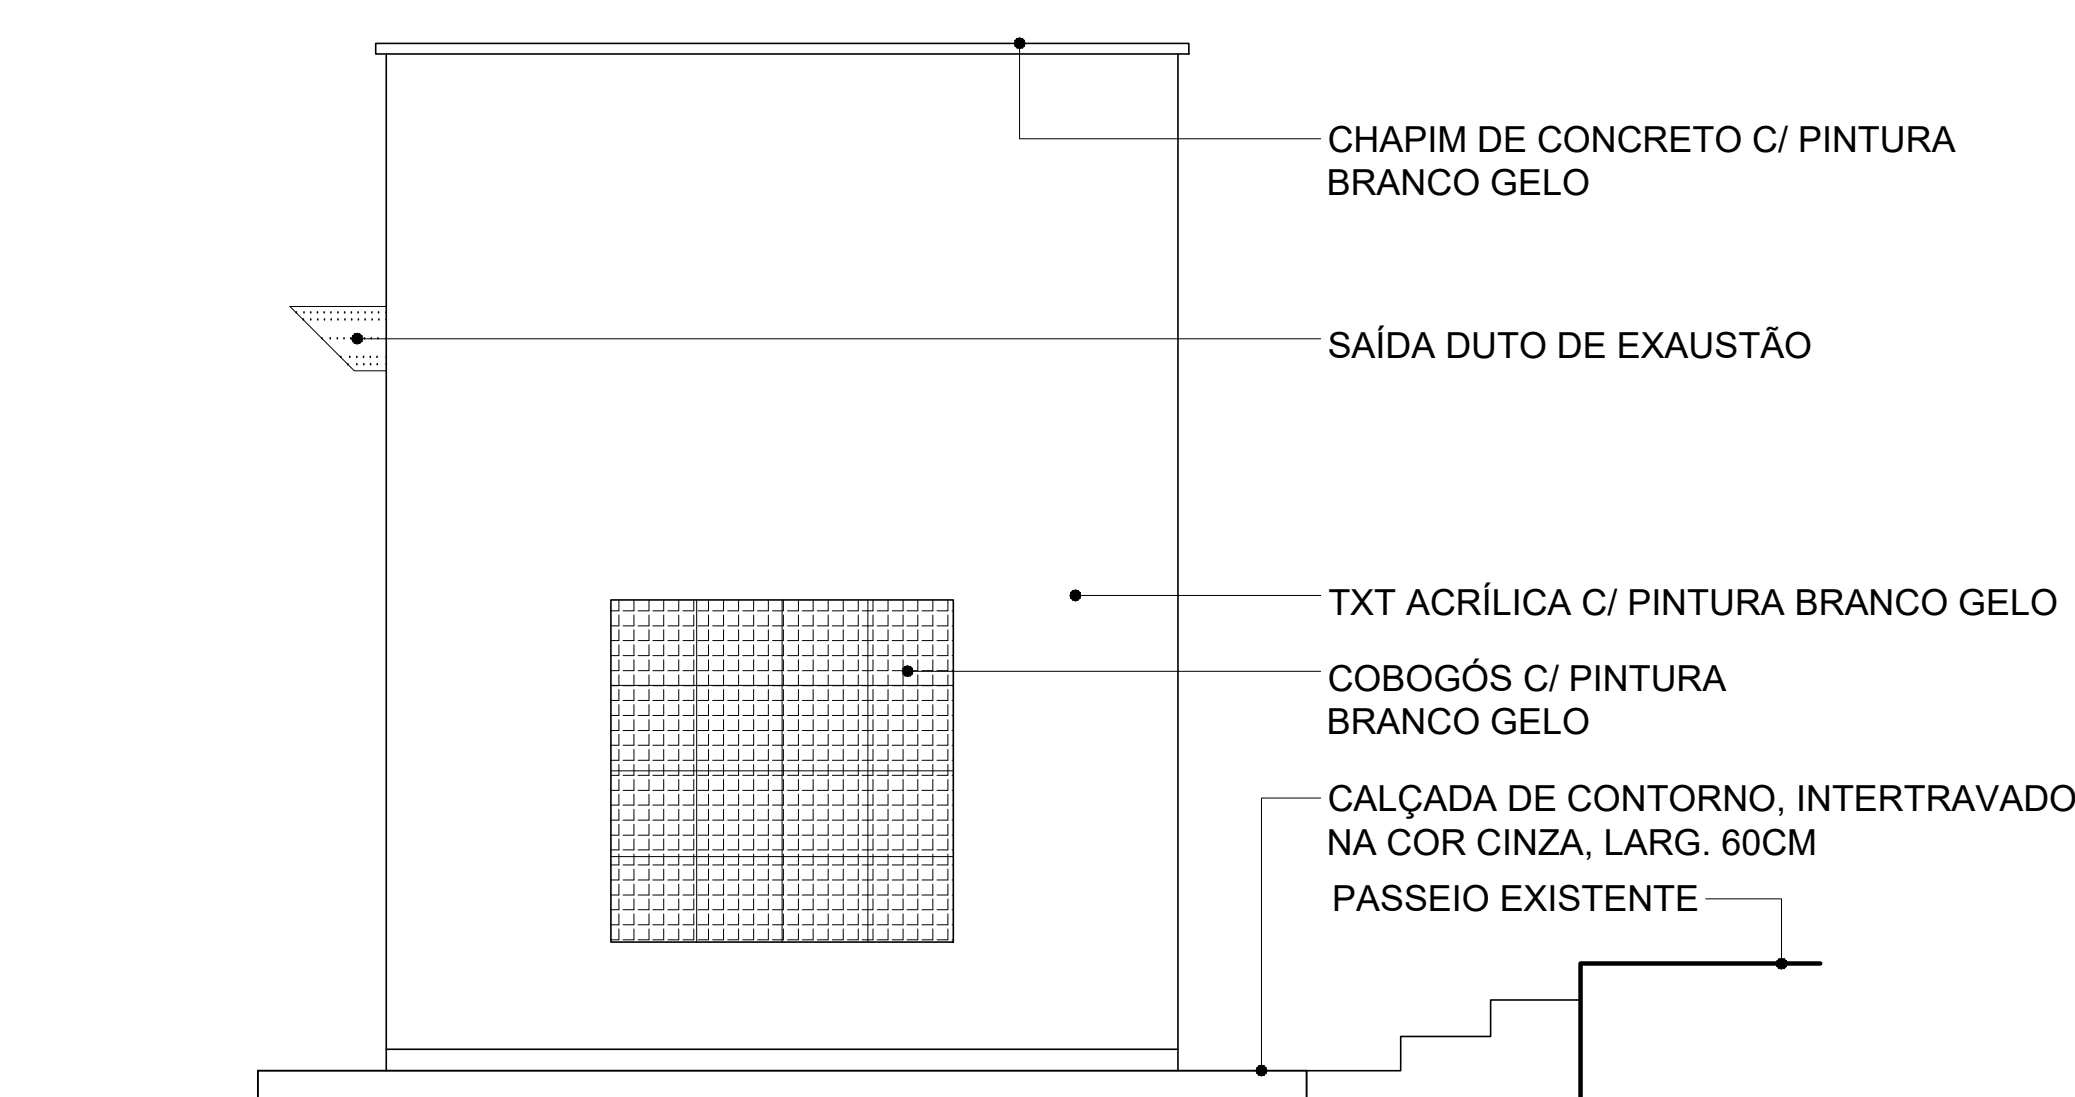 CHAPIM DE CONCRETO C/ PINTURA
BRANCO GELO
SAÍDA DUTO DE EXAUSTÃO
TXT ACRÍLICA C/ PINTURA BRANCO GELO
COBOGÓS C/ PINTURA
BRANCO GELO
CALÇADA DE CONTORNO, INTERTRAVADO
NA COR CINZA, LARG. 60CM
PASSEIO EXISTENTE